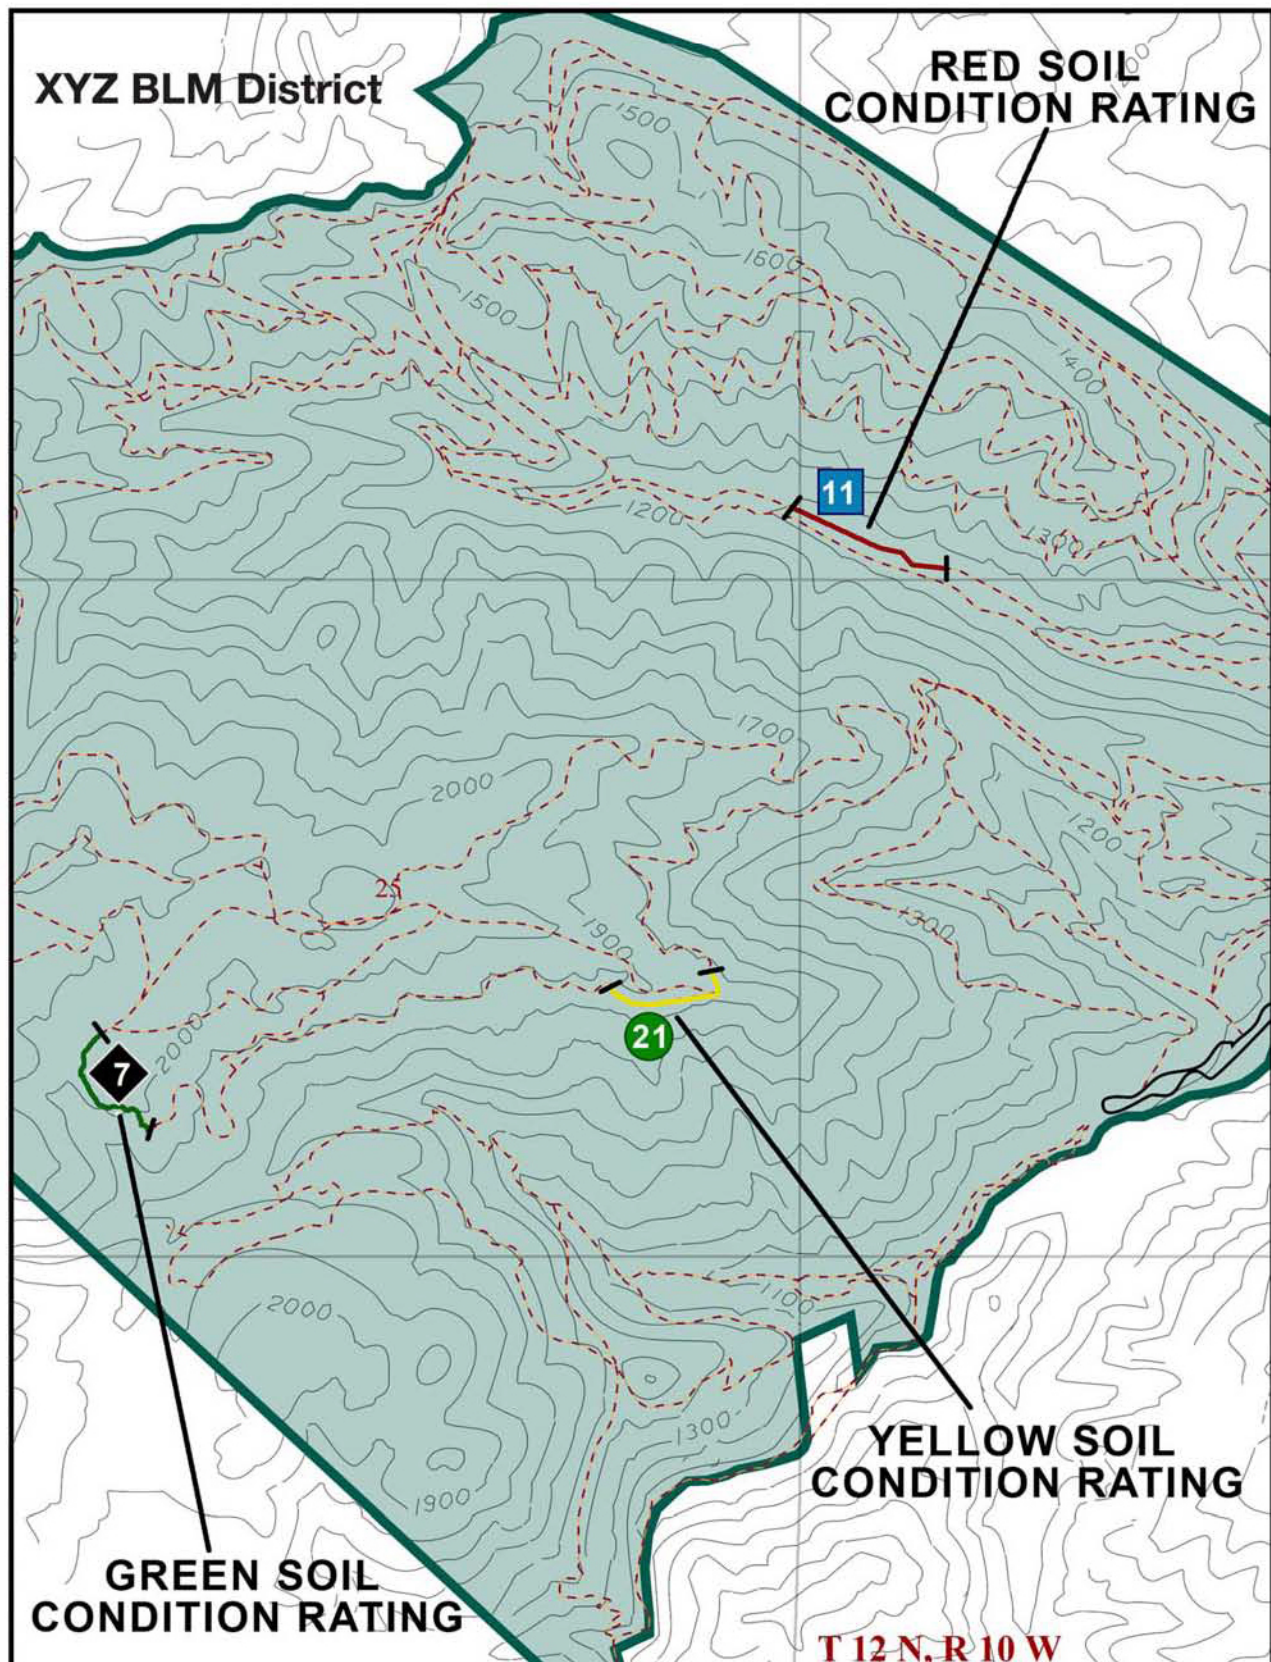 XYZ BLM District
RED SOIL
CONDITION RATING
1200
1500
1600
1500
1400
11
1200
1300
1700
2000
1200
25
1300
1900
2000
21
7
2000
1100
1300
1900
YELLOW SOIL
CONDITION RATING
GREEN SOIL
CONDITION RATING
T 12 N, R 10 W